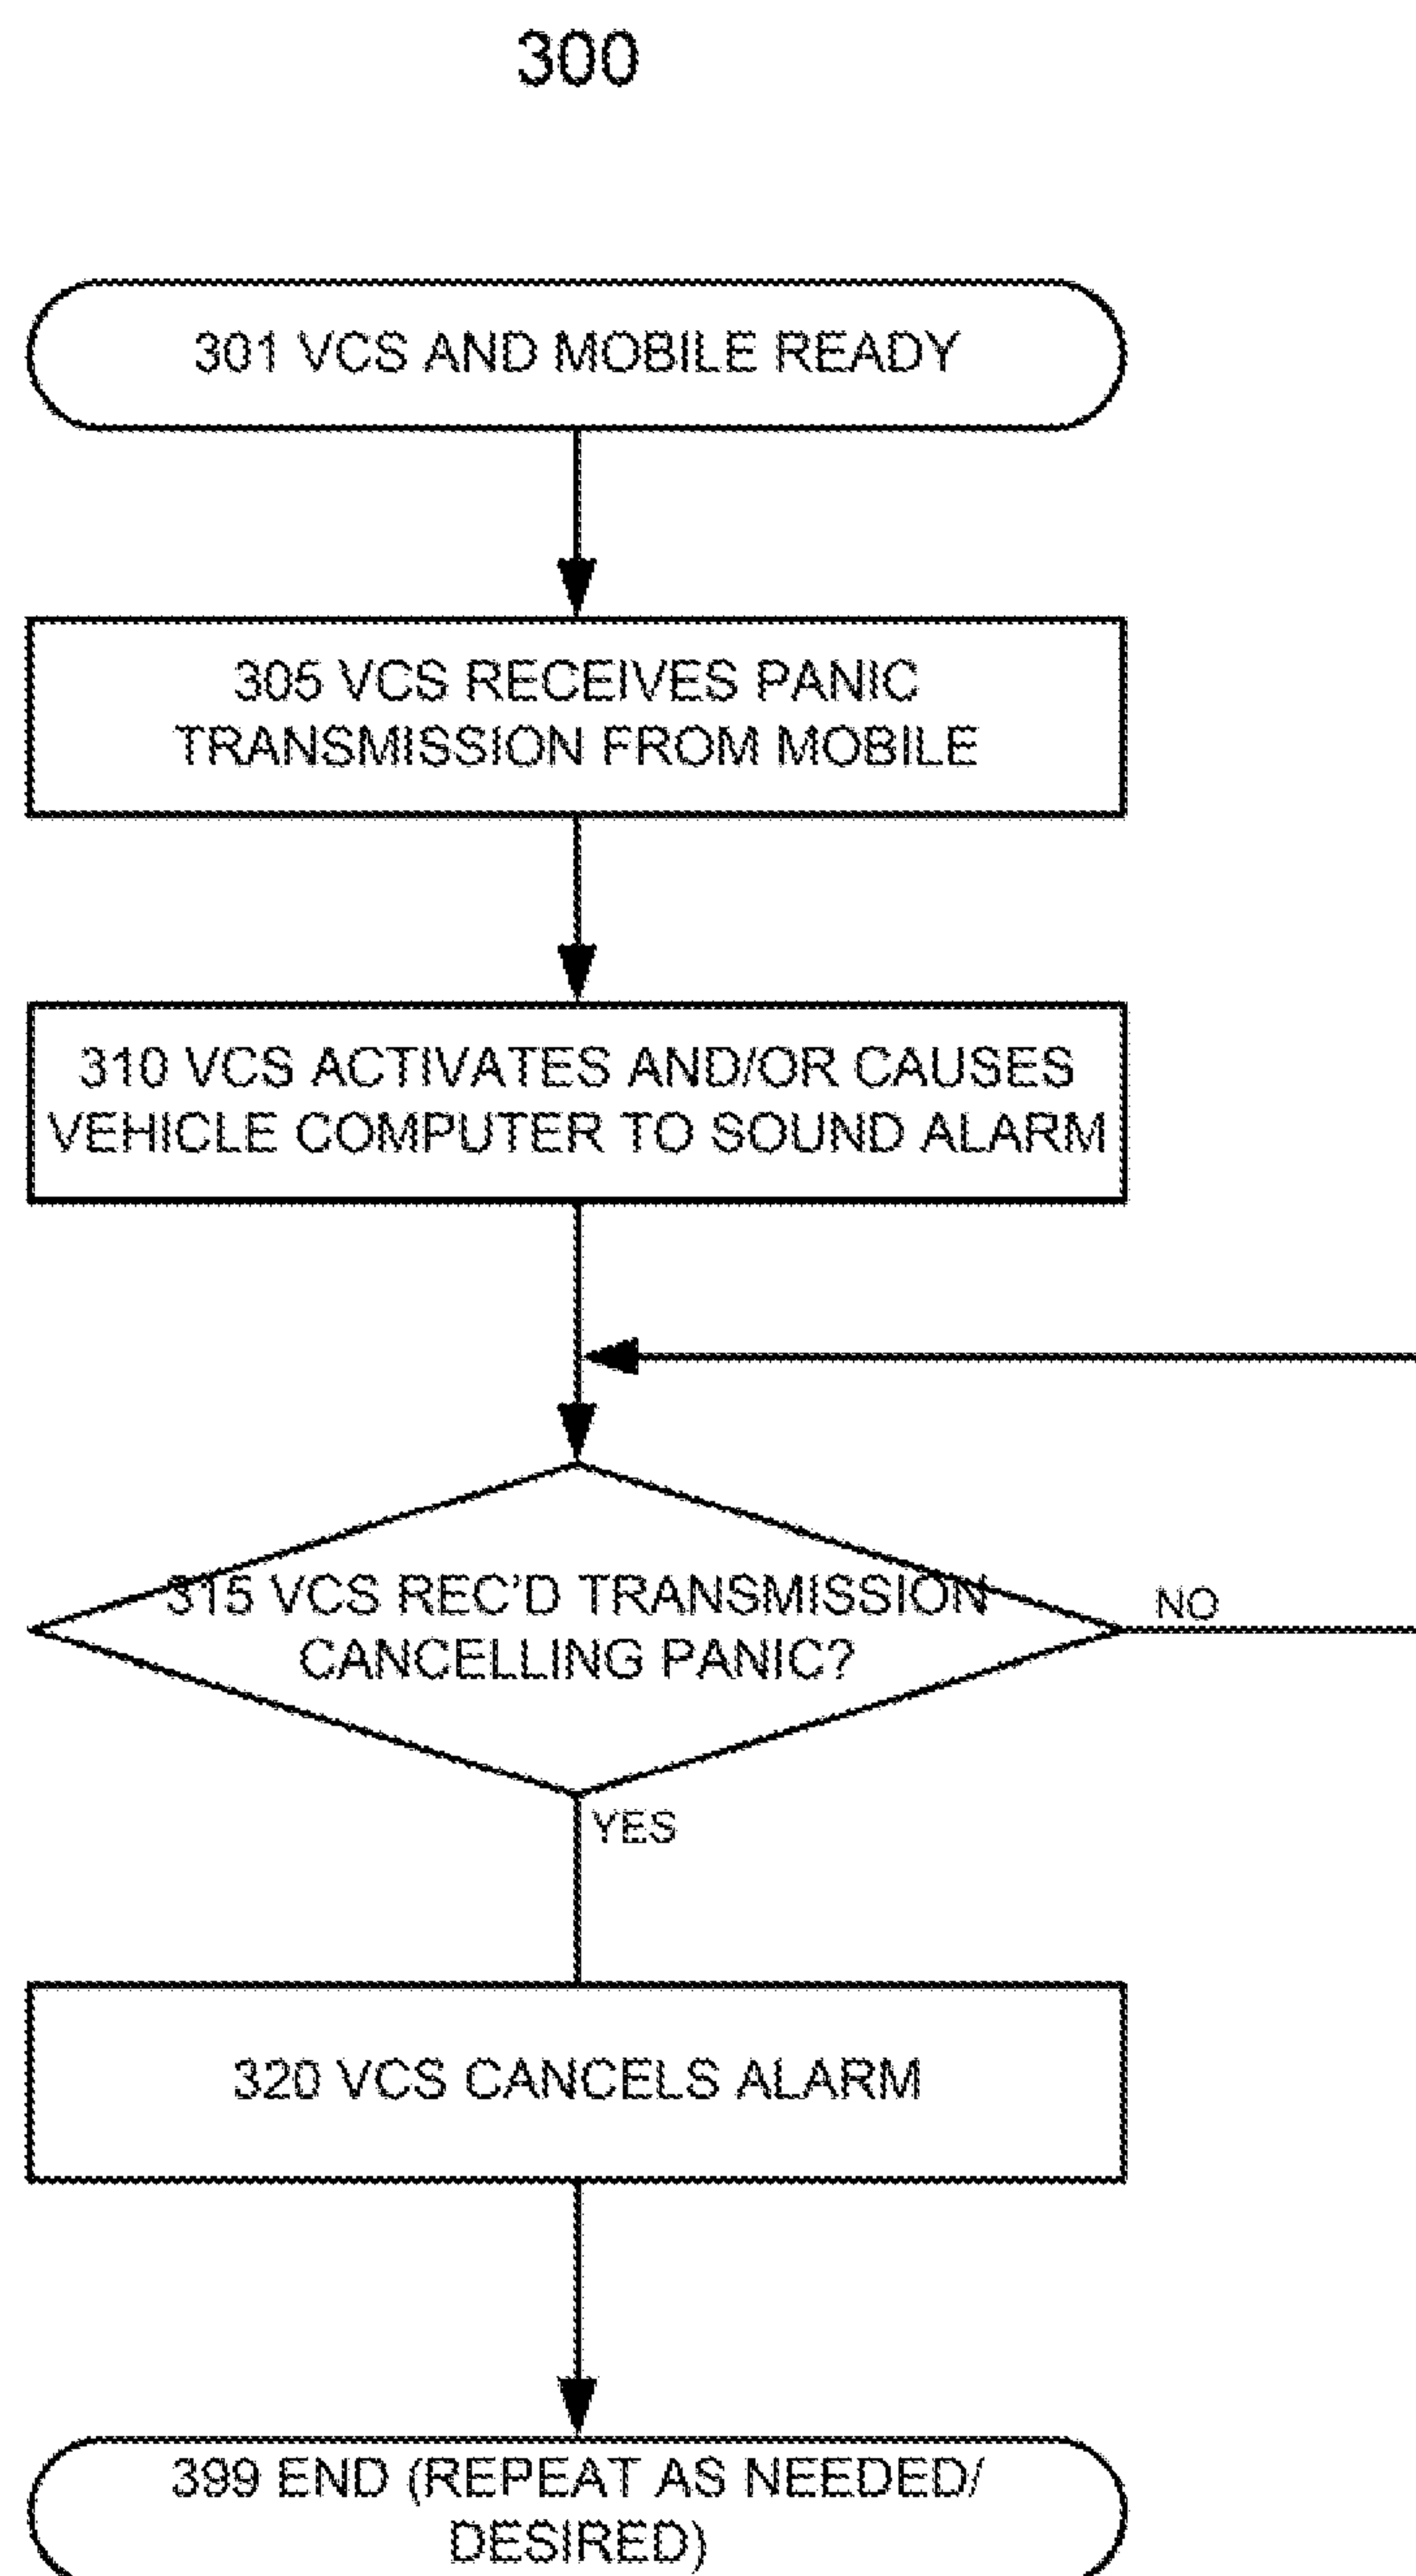 300
301 VCS AND MOBILE READY
305 VCS RECEIVES PANIC
TRANSMISSION FROM MOBILE
310 VCS ACTIVATES AND/OR CAUSES
VEHICLE COMPUTER TO SOUND ALARM
315 VCS REC'D TRANSMISSION
CANCELLING PANIC?
NO
YES
320 VCS CANCELS ALARM
399 END (REPEAT AS NEEDED/
DESIRED)